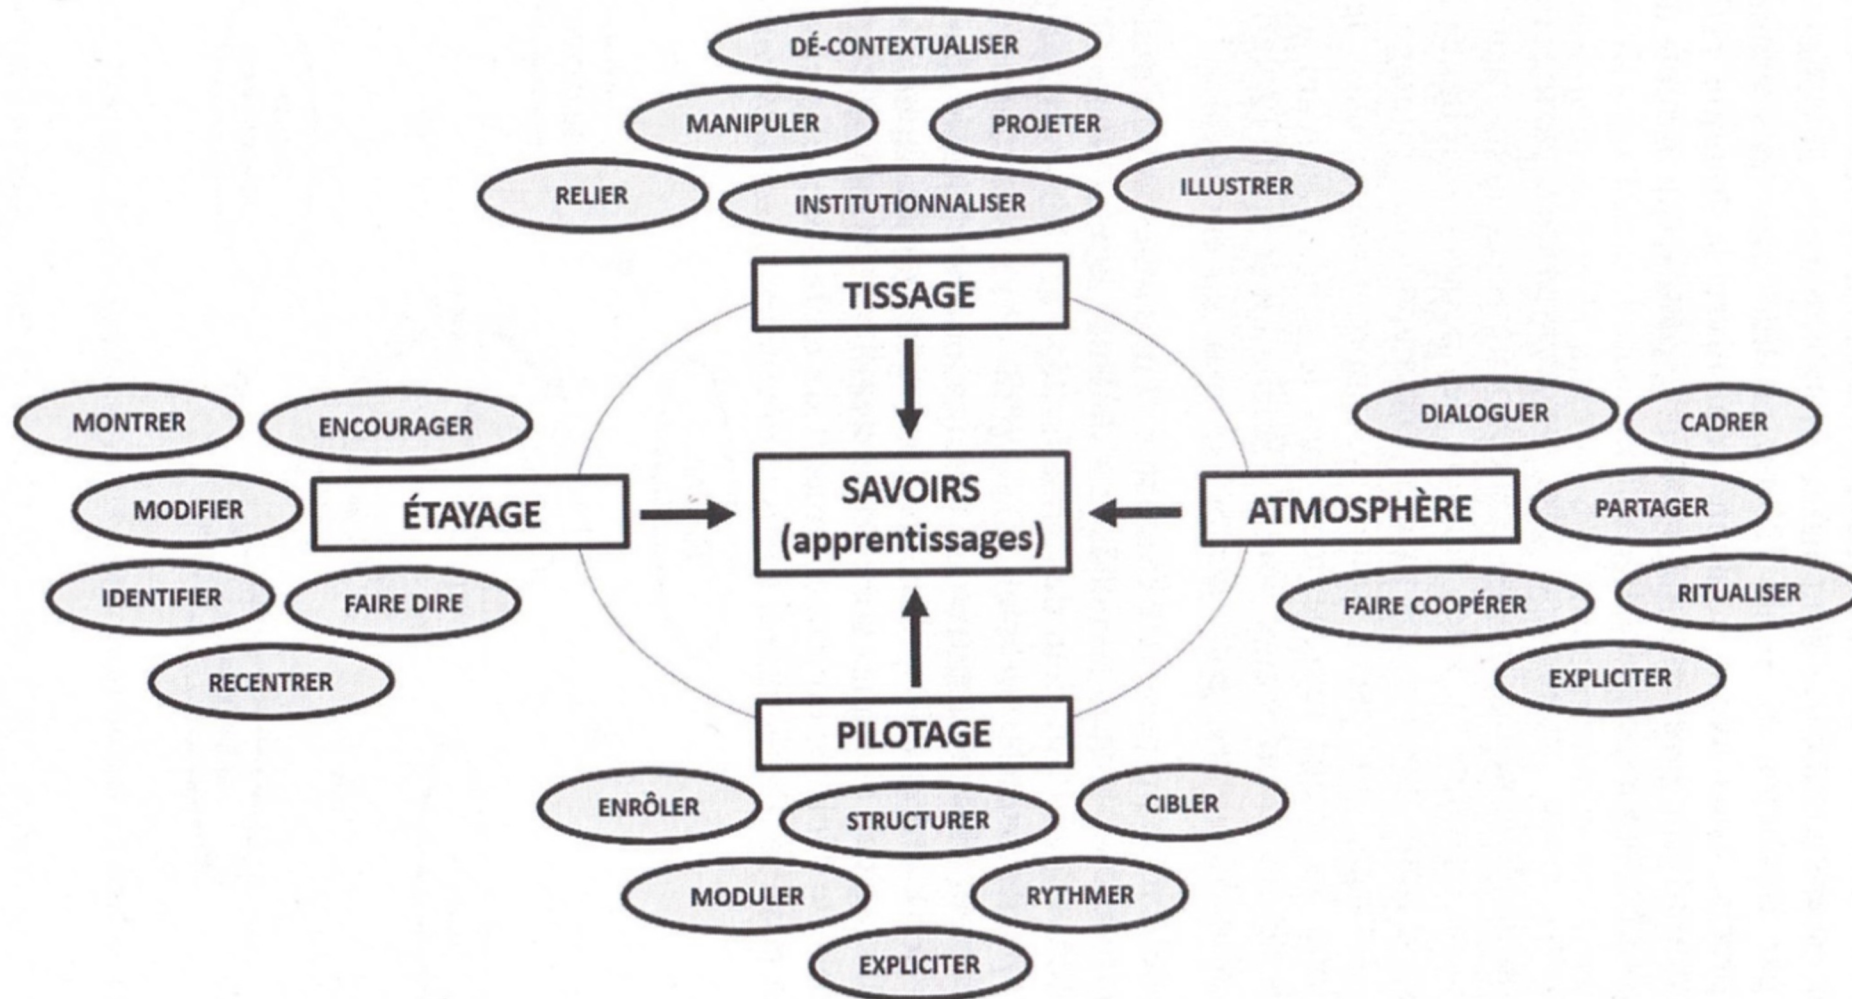 DÉ-CONTEXTUALISER
MANIPULER
PROJETER
RELIER
INSTITUTIONNALISER
ILLUSTRER
TISSAGE
MONTRER
ENCOURAGER
MODIFIER
ÉTAYAGE
IDENTIFIER
FAIRE DIRE
RECENTRER
SAVOIRS
(apprentissages)
DIALOGUER
CADRER
ATMOSPHÈRE
PARTAGER
FAIRE COOPÉRER
RITUALISER
EXPLICITER
PILOTAGE
ENRÔLER
STRUCTURER
CIBLER
MODULER
RYTHMER
EXPLICITER